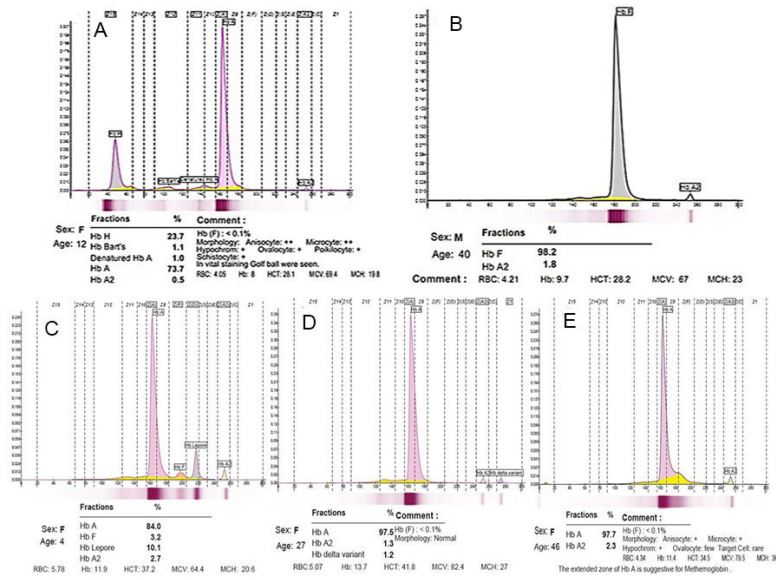 A
Hb H
Hb A
Hb A2
Sex: F
Age: 12
Fractions %
Hb H 23.7
Hb Bart's 1.1
Denatured Hb A 1.0
Hb A 73.7
Hb A2 0.5
Comment :
Hb (F) : < 0.1%
Morphology: Anisocyte: ++ Microcyte: ++
Hypochrom: + Ovalocyte: + Poikilocyte: +
Schistocyte: +
In vital staining Golf ball were seen.
RBC: 4.05 Hb: 8 HCT: 28.1 MCV: 69.4 MCH: 19.8
B
Hb F
Hb A2
Sex: M
Age: 40
Fractions %
Hb F 98.2
Hb A2 1.8
Comment : RBC: 4.21 Hb: 9.7 HCT: 28.2 MCV: 67 MCH: 23
C
Hb A
Hb F
Hb Lepore
Hb A2
Sex: F
Age: 4
Fractions %
Hb A 84.0
Hb F 3.2
Hb Lepore 10.1
Hb A2 2.7
RBC: 5.78 Hb: 11.9 HCT: 37.2 MCV: 64.4 MCH: 20.6
D
Hb A
Hb A2 Hb delta variant
Sex: F
Age: 27
Fractions %
Hb A 97.5
Hb A2 1.3
Hb delta variant 1.2
Comment :
Hb (F) : < 0.1%
Morphology: Normal
RBC:5.07 Hb: 13.7 HCT: 41.8 MCV: 82.4 MCH: 27
E
Hb A
Hb A2
Sex: F
Age: 46
Fractions %
Hb A 97.7
Hb A2 2.3
Comment :
Hb (F) : < 0.1%
Morphology: Anisocyte: + Microcyte: +
Hypochrom: + Ovalocyte: few Target Cell: rare
RBC: 4.34 Hb: 11.4 HCT: 34.5 MCV: 79.5 MCH:
The extended zone of Hb A is suggestive for Methemoglobin .